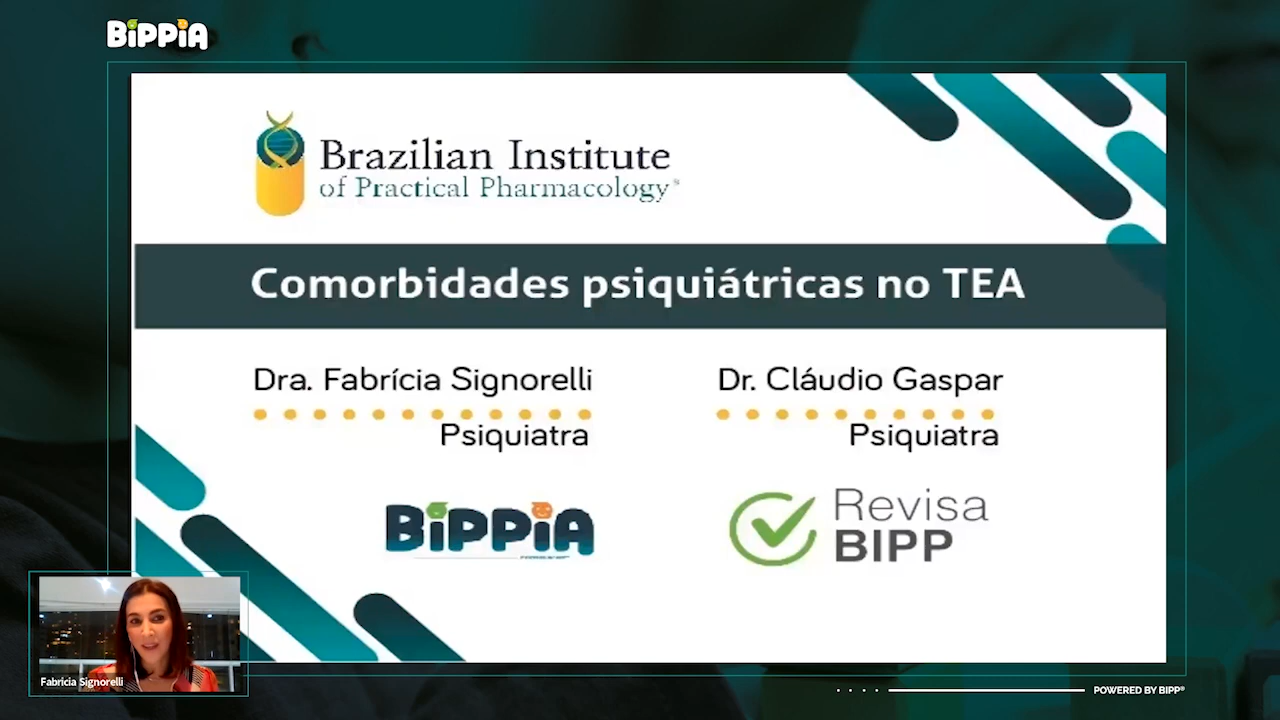 BiPPiA
Brazilian Institute
of Practical Pharmacology®
Comorbidades psiquiátricas no TEA
Dra. Fabrícia Signorelli
Psiquiatra
Dr. Cláudio Gaspar
Psiquiatra
BiPPiA
Revisa
BIPP
Fabricia Signorelli
POWERED BY BIPP®